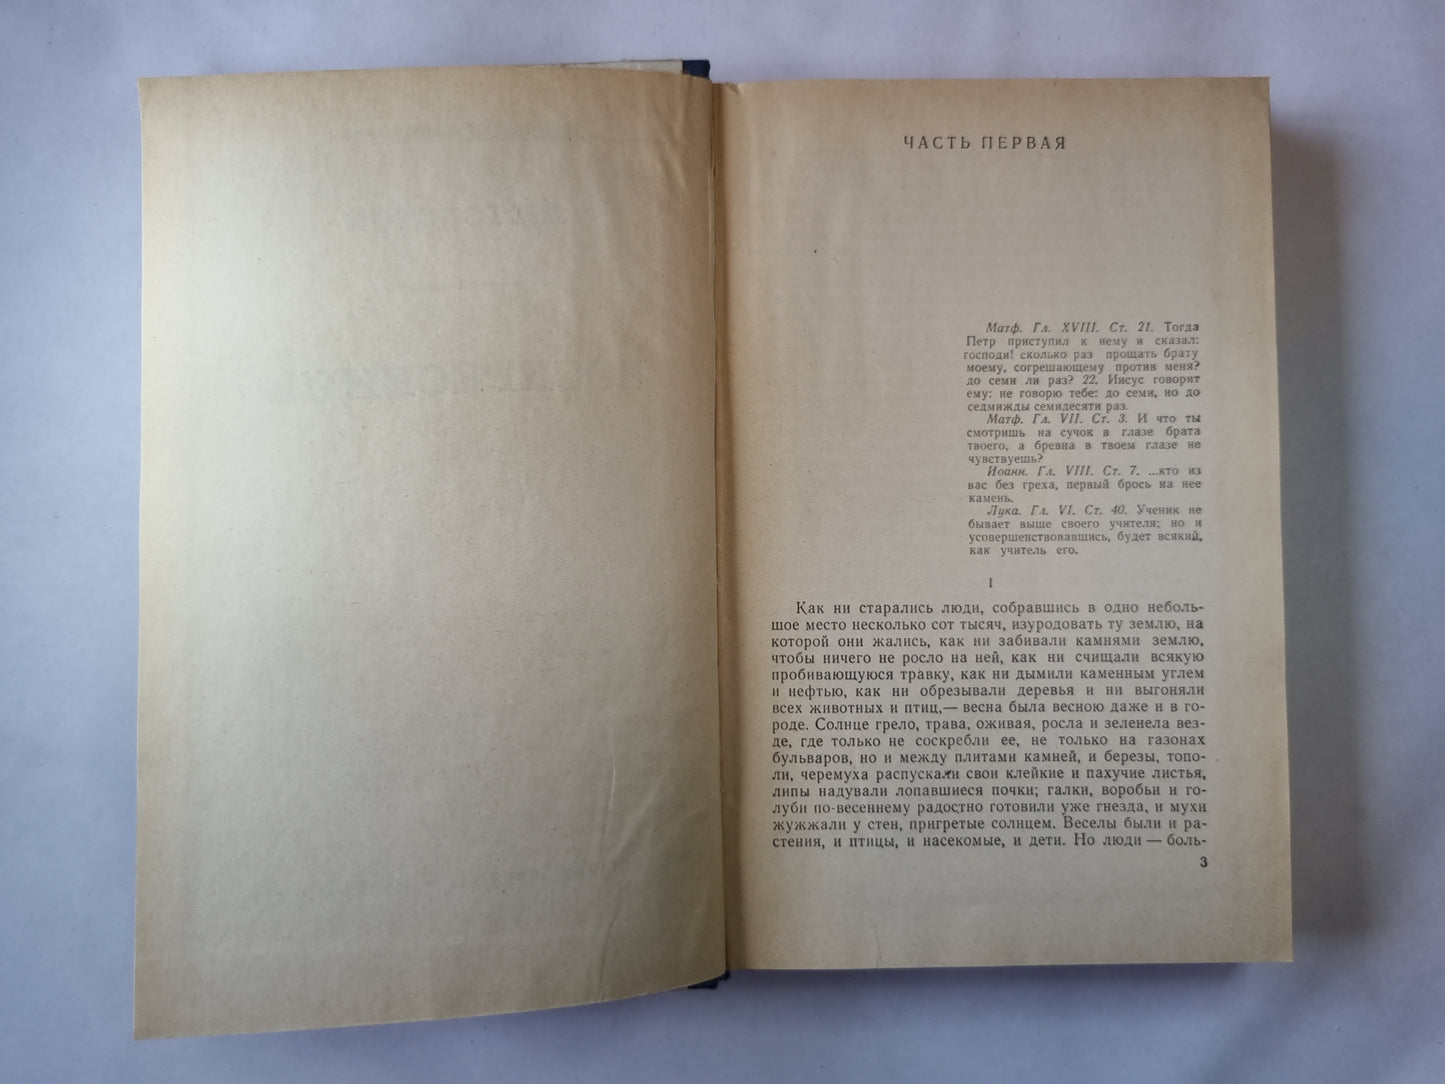 ЧАСТЬ ПЕРВАЯ
Матф. Гл. XVIII. Ст. 21. Тогда
Петр приступил к нему и сказал:
господи! сколько раз прощать брату
моему, согрешающему против меня?
до семи ли раз? 22. Иисус говорит
ему: не говорю тебе: до семи, но до
седмижды семидесяти раз.
Матф. Гл. VII. Ст. 3. И что ты
смотришь на сучок в глазе брата
твоего, а бревна в твоем глазе не
чувствуешь?
Иоанн. Гл. VIII. Ст. 7. ...кто из
вас без греха, первый брось на нее
камень.
Лука. Гл. VI. Ст. 40. Ученик не
бывает выше своего учителя; но и
усовершенствовавшись, будет всякий,
как учитель его.
I
Как ни старались люди, собравшись в одно неболь-
шое место несколько сот тысяч, изуродовать ту землю, на
которой они жались, как ни забивали камнями землю,
чтобы ничего не росло на ней, как ни счищали всякую
пробивающуюся травку, как ни дымили каменным углем
и нефтью, как ни обрезывали деревья и ни выгоняли
всех животных и птиц,— весна была весною даже и в го-
роде. Солнце грело, трава, оживая, росла и зеленела вез-
де, где только не соскребли ее, не только на газонах
бульваров, но и между плитами камней, и березы, топо-
ли, черемуха распускали свои клейкие и пахучие листья,
липы надували лопавшиеся почки; галки, воробьи и го-
луби по-весеннему радостно готовили уже гнезда, и мухи
жужжали у стен, пригретые солнцем. Веселы были и ра-
стения, и птицы, и насекомые, и дети. Но люди — боль-
3